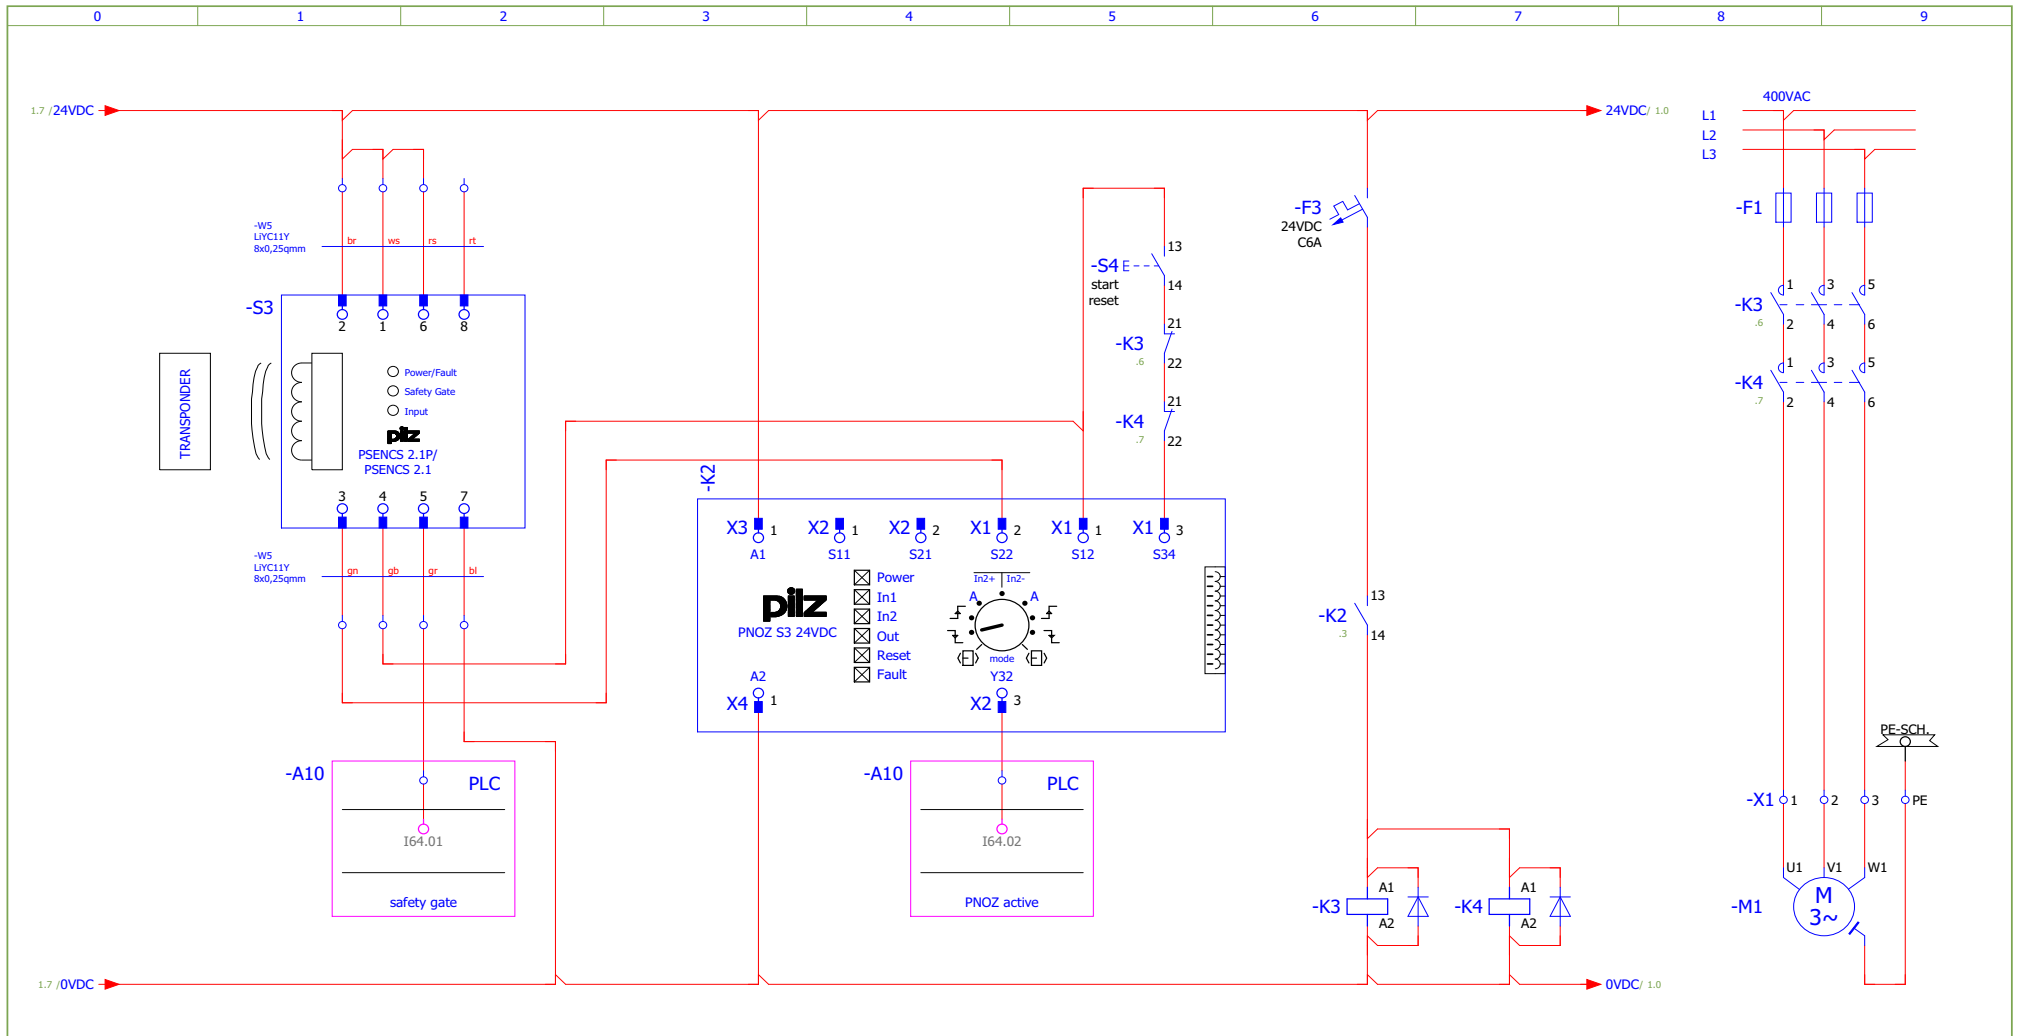 0 1 2 3 4 5 6 7 8 9
1.7 /24VDC
24VDC/ 1.0
400VAC
L1
L2
L3
-W5
LiYC11Y
8x0,25qmm
br ws rs rt
-S3
2 1 6 8
TRANSPONDER
Power/Fault
Safety Gate
Input
pilz
PSENCS 2.1P/
PSENCS 2.1
3 4 5 7
-W5
LiYC11Y
8x0,25qmm
gn gb gr bl
-A10
PLC
I64.01
safety gate
-K2
X3 1
A1
X2 1
S11
X2 2
S21
X1 2
S22
X1 1
S12
X1 3
S34
pilz
PNOZ S3 24VDC
Power
In1
In2
Out
Reset
Fault
In2+ In2-
A A
mode
A2
X4 1
Y32
X2 3
-A10
PLC
I64.02
PNOZ active
-S4
start
reset
13
14
-K3
.6
21
22
-K4
.7
21
22
-F3
24VDC
C6A
-K2
.3
13
14
-K3
A1
A2
-K4
A1
A2
-F1
-K3
.6
1 3 5
2 4 6
-K4
.7
1 3 5
2 4 6
PE-SCH.
-X1 1 2 3 PE
U1 V1 W1
-M1
M
3~
1.7 /0VDC
0VDC/ 1.0